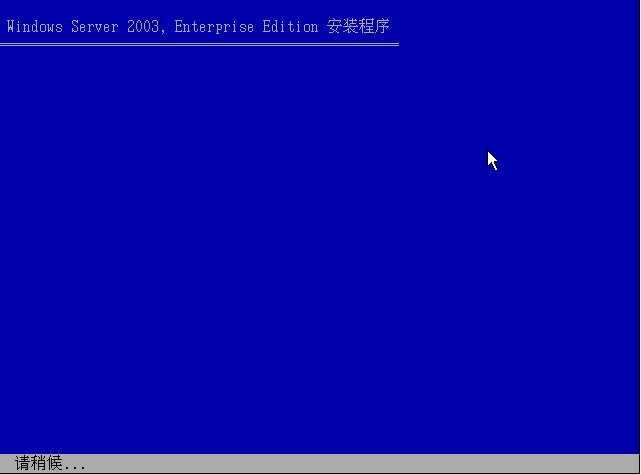 Windows Server 2003, Enterprise Edition 安装程序
请稍候...